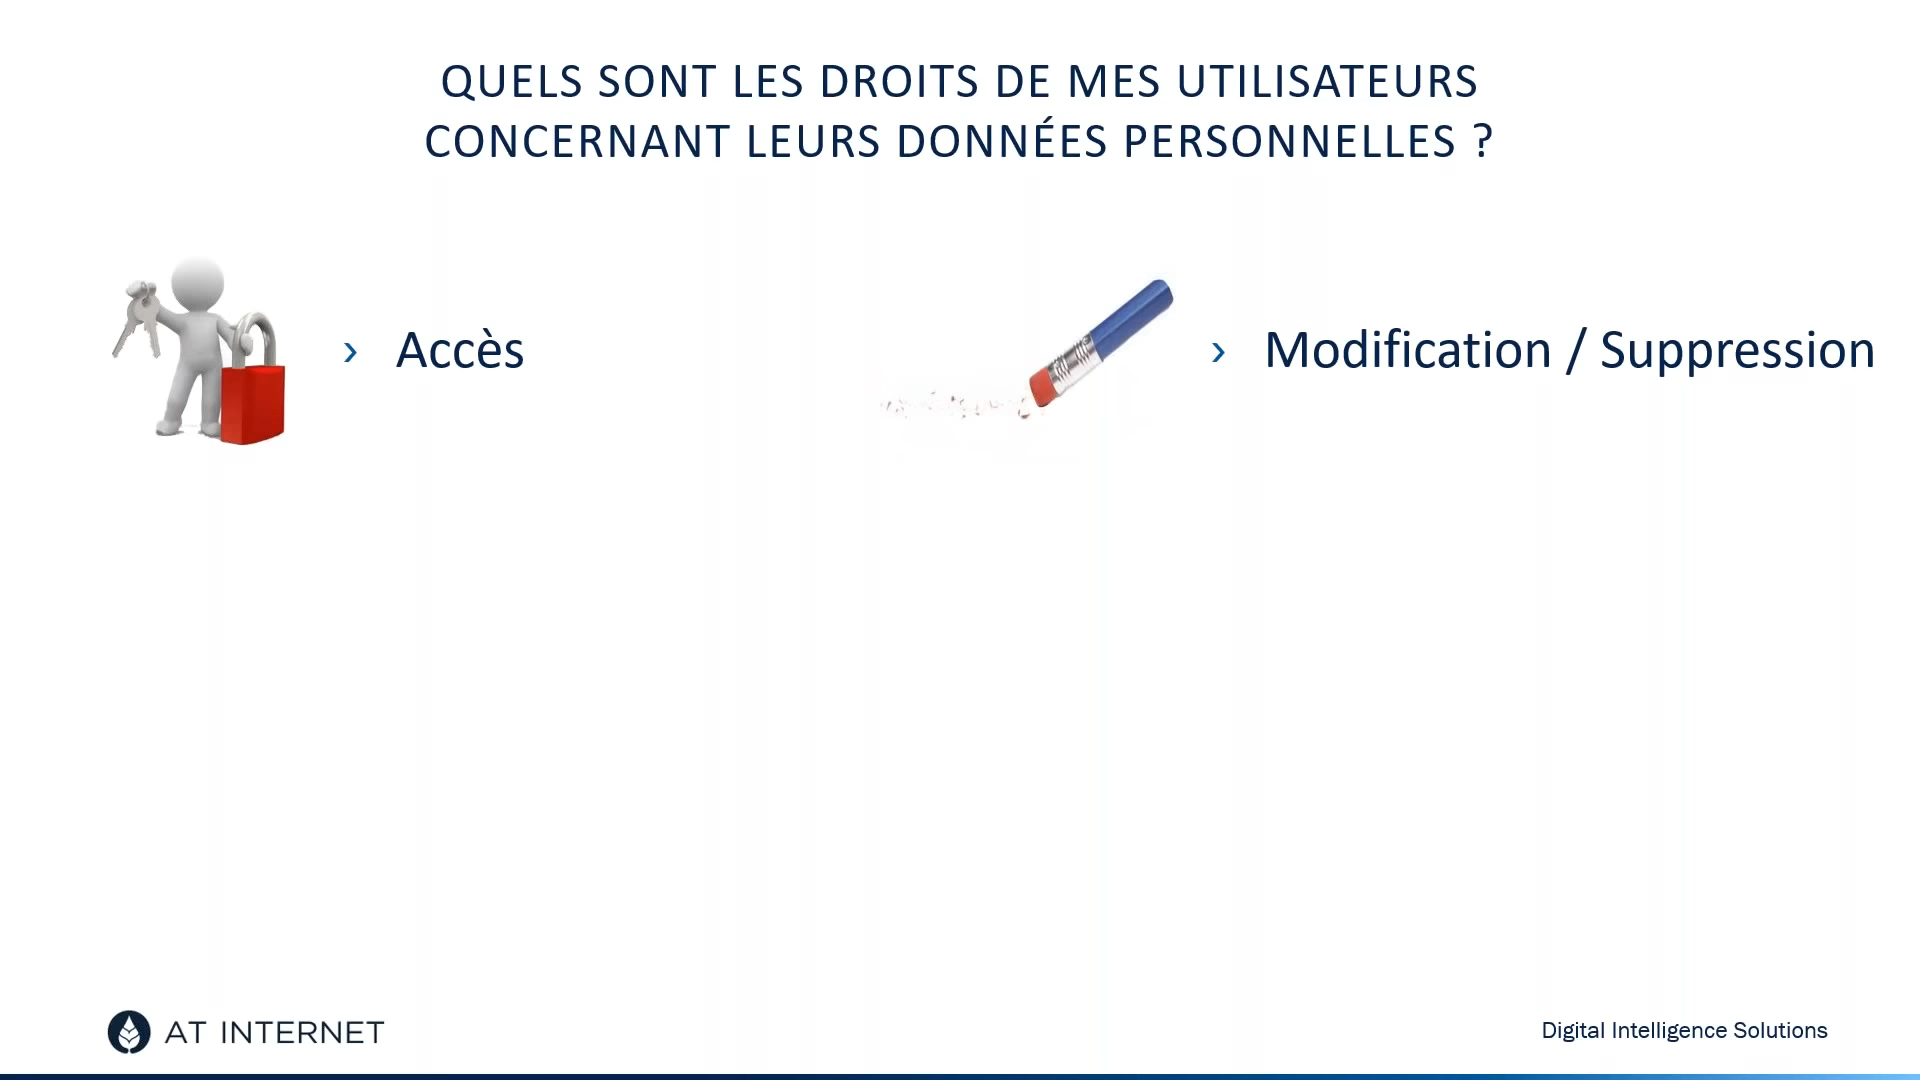 QUELS SONT LES DROITS DE MES UTILISATEURS
CONCERNANT LEURS DONNÉES PERSONNELLES ?
› Accès
› Modification / Suppression
AT INTERNET
Digital Intelligence Solutions